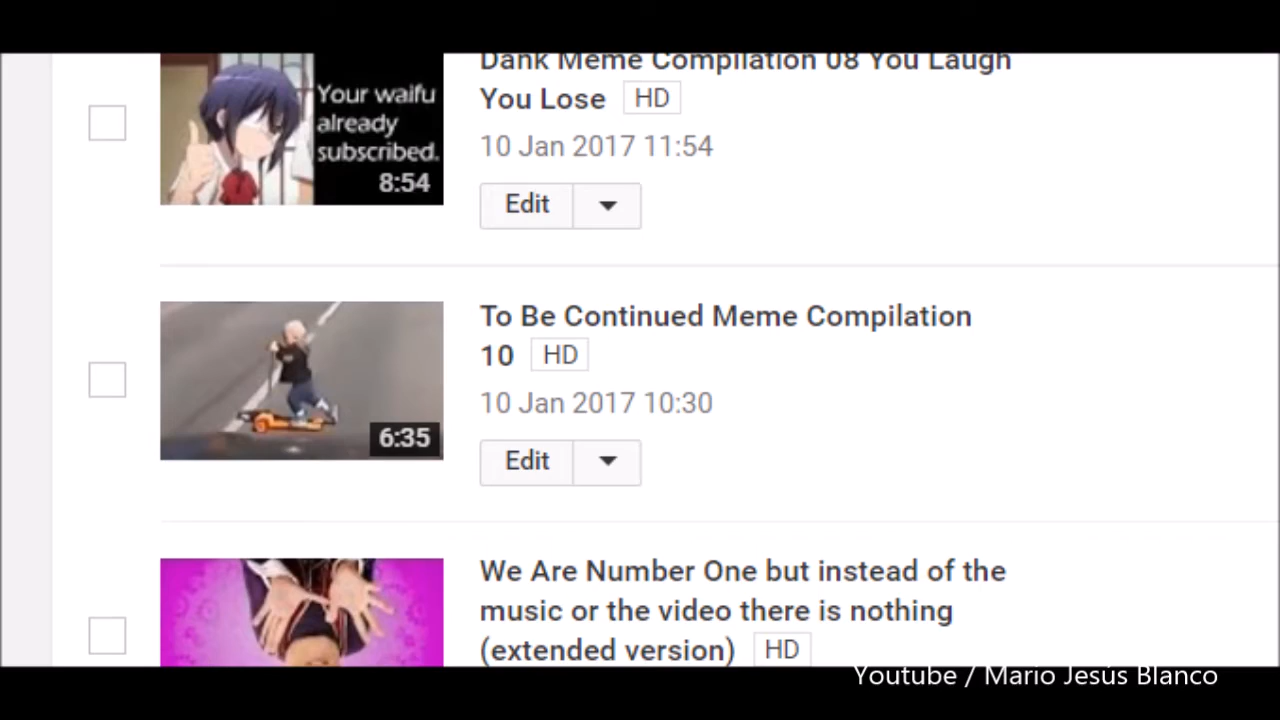 Dank Meme Compilation 08 You Laugh
You Lose HD
Your waifu
already
subscribed.
8:54
10 Jan 2017 11:54
Edit
To Be Continued Meme Compilation
10 HD
6:35
10 Jan 2017 10:30
Edit
We Are Number One but instead of the
music or the video there is nothing
(extended version) HD
Youtube / Mario Jesús Blanco